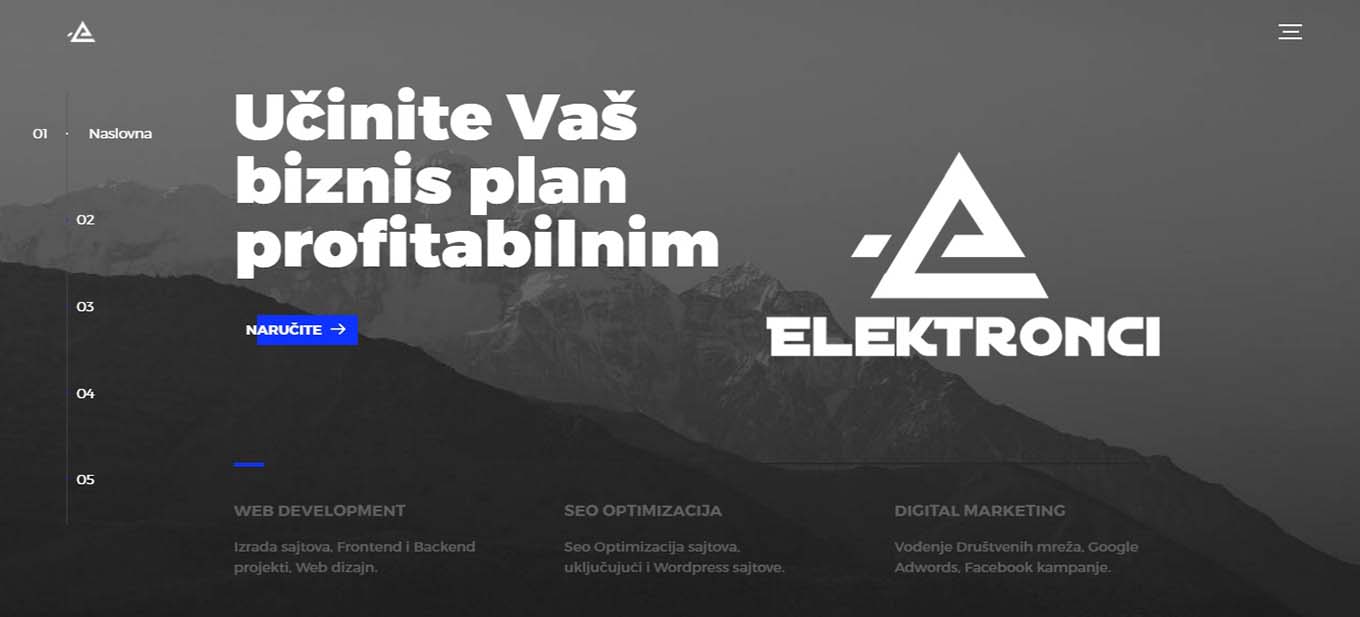 01 Naslovna
02
03
04
05
Učinite Vaš
biznis plan
profitabilnim
NARUČITE
ELEKTRONCI
WEB DEVELOPMENT
Izrada sajtova, Frontend i Backend
projekti, Web dizajn.
SEO OPTIMIZACIJA
Seo Optimizacija sajtova,
uključujući i Wordpress sajtove.
DIGITAL MARKETING
Vođenje Društvenih mreža, Google
Adwords, Facebook kampanje.